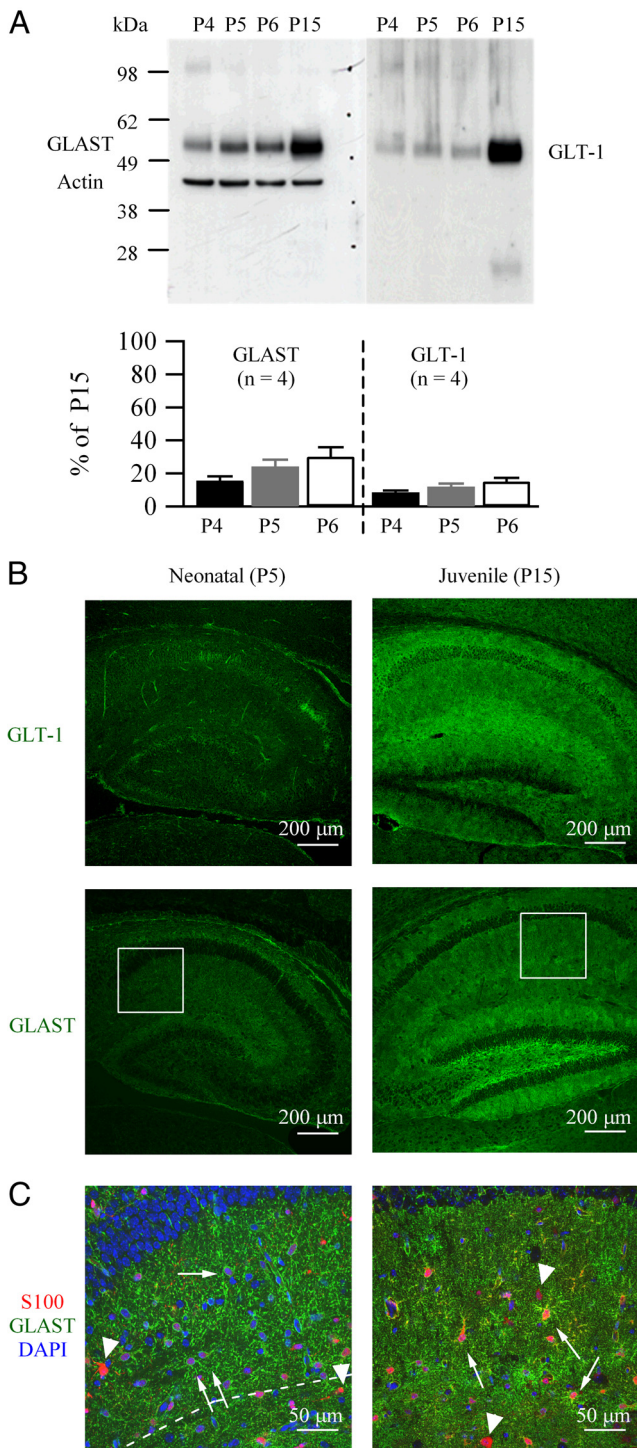 A
kDa P4 P5 P6 P15 P4 P5 P6 P15
98
62
GLAST
49
GLT-1
Actin
38
28
% of P15
100
80
60
40
20
0
GLAST
(n = 4)
GLT-1
(n = 4)
P4 P5 P6 P4 P5 P6
B
Neonatal (P5) Juvenile (P15)
GLT-1
200 μm 200 μm
GLAST
200 μm 200 μm
C
S100
GLAST
DAPI
50 μm 50 μm